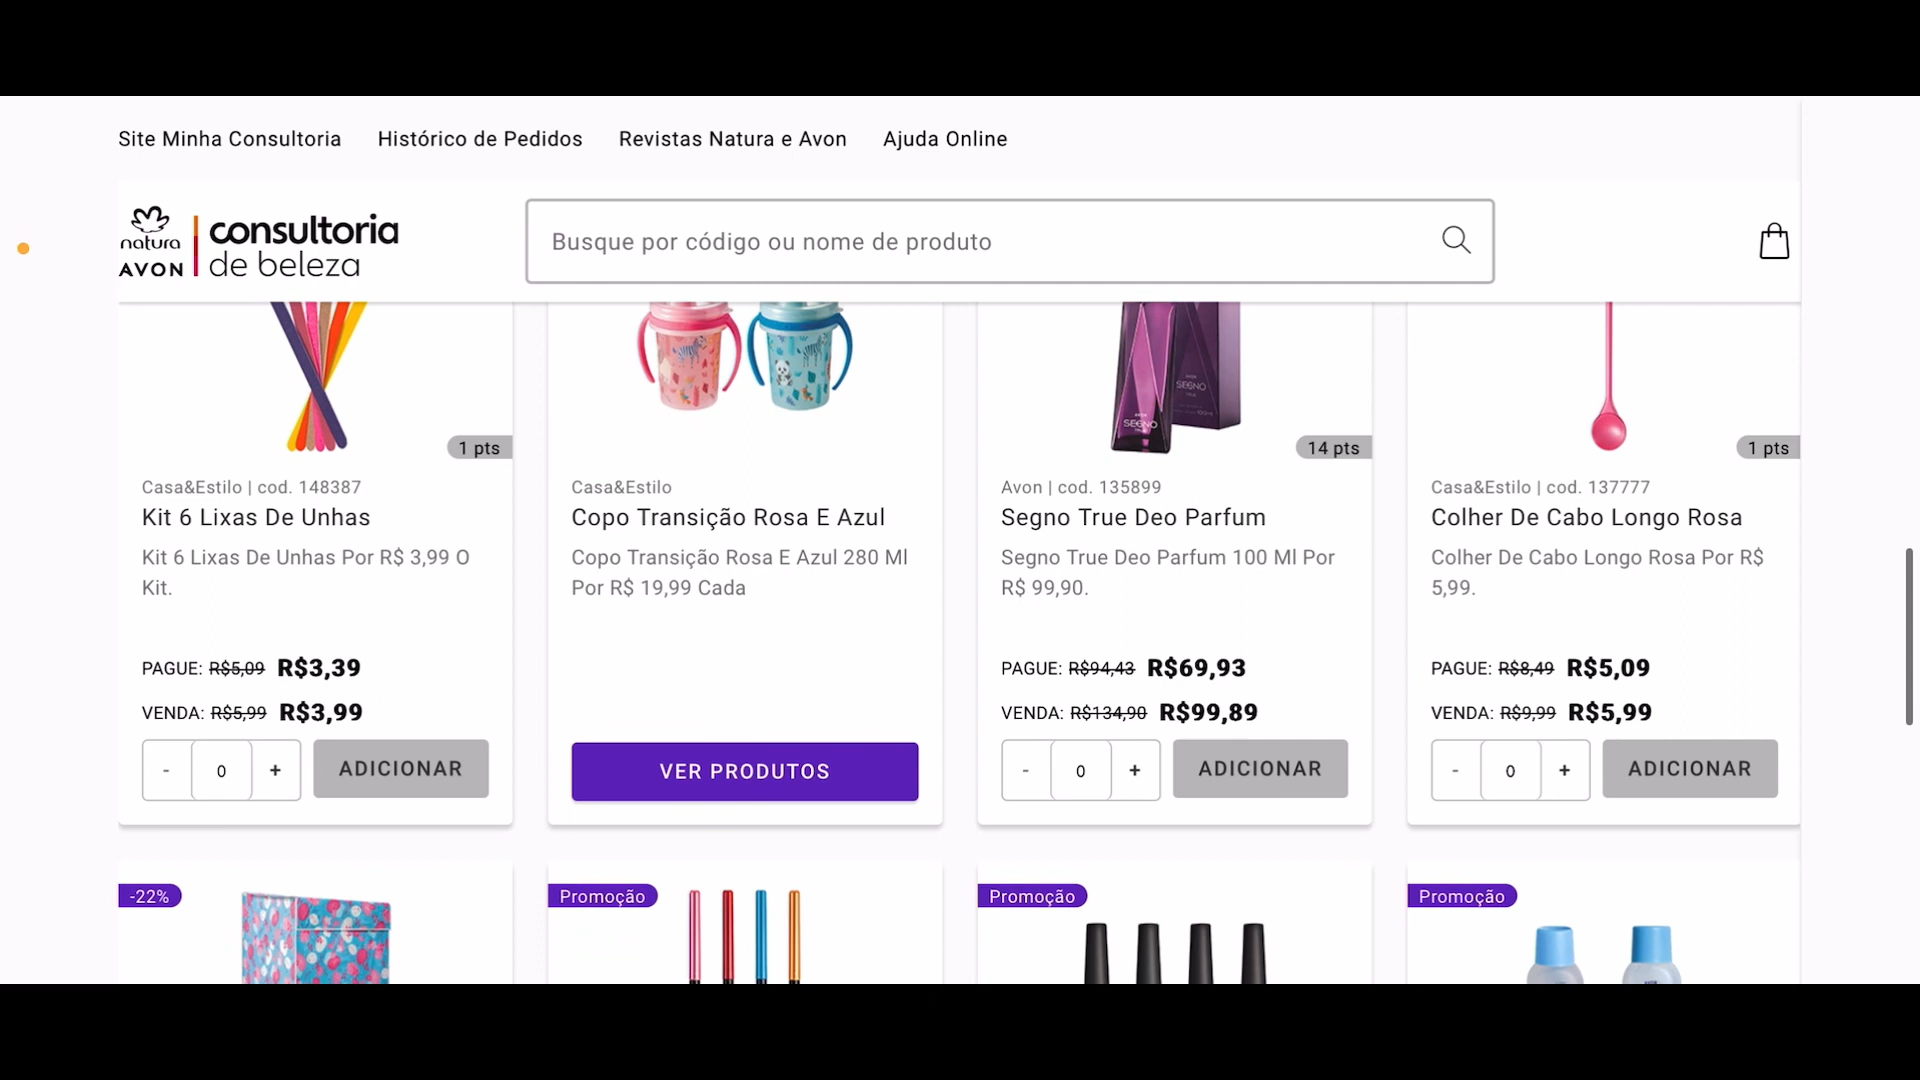 Site Minha Consultoria Histórico de Pedidos Revistas Natura e Avon Ajuda Online
natura
AVON
consultoria
de beleza
Busque por código ou nome de produto
SEGNO
SEGNO
1 pts
14 pts
1 pts
Casa&Estilo | cod. 148387
Kit 6 Lixas De Unhas
Kit 6 Lixas De Unhas Por R$ 3,99 O
Kit.
PAGUE: R$5,09 R$3,39
VENDA: R$5,99 R$3,99
- 0 + ADICIONAR
Casa&Estilo
Copo Transição Rosa E Azul
Copo Transição Rosa E Azul 280 Ml
Por R$ 19,99 Cada
VER PRODUTOS
Avon | cod. 135899
Segno True Deo Parfum
Segno True Deo Parfum 100 Ml Por
R$ 99,90.
PAGUE: R$94,43 R$69,93
VENDA: R$134,90 R$99,89
- 0 + ADICIONAR
Casa&Estilo | cod. 137777
Colher De Cabo Longo Rosa
Colher De Cabo Longo Rosa Por R$
5,99.
PAGUE: R$8,49 R$5,09
VENDA: R$9,99 R$5,99
- 0 + ADICIONAR
-22%
Promoção
Promoção
Promoção